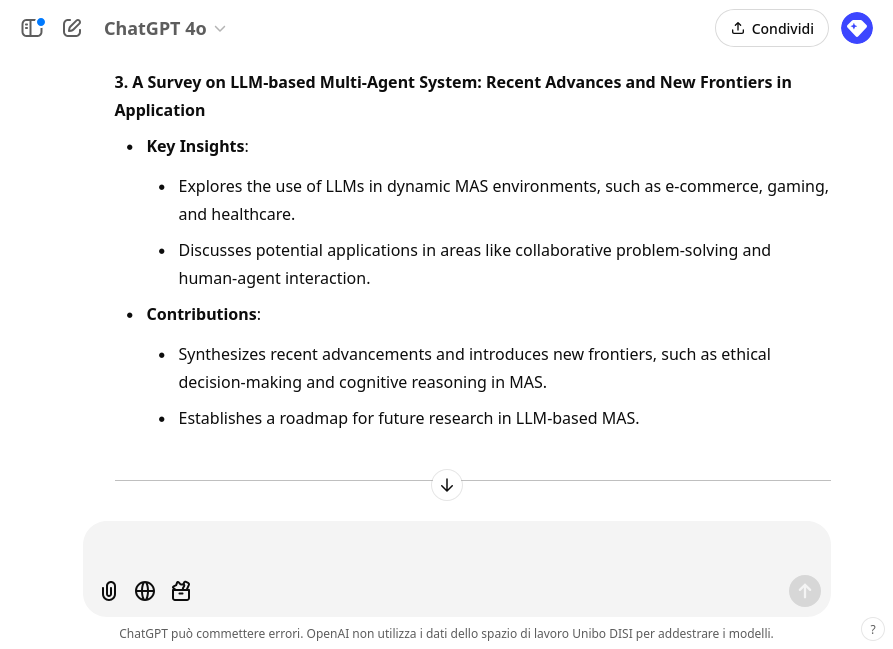 ChatGPT 4o
Condividi
3. A Survey on LLM-based Multi-Agent System: Recent Advances and New Frontiers in
Application
• Key Insights:
• Explores the use of LLMs in dynamic MAS environments, such as e-commerce, gaming,
and healthcare.
• Discusses potential applications in areas like collaborative problem-solving and
human-agent interaction.
• Contributions:
• Synthesizes recent advancements and introduces new frontiers, such as ethical
decision-making and cognitive reasoning in MAS.
• Establishes a roadmap for future research in LLM-based MAS.
ChatGPT può commettere errori. OpenAI non utilizza i dati dello spazio di lavoro Unibo DISI per addestrare i modelli.
?